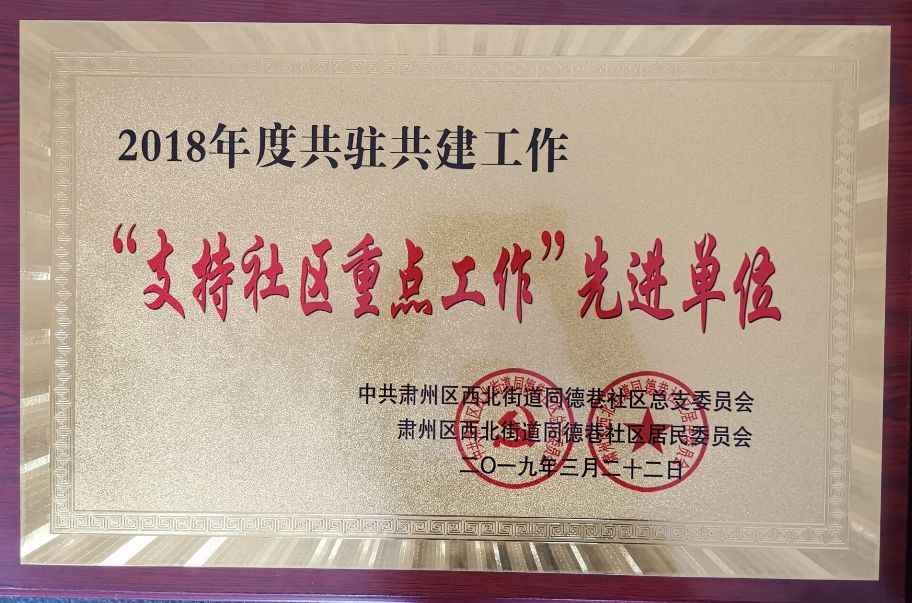 2018年度共驻共建工作
“支持社区重点工作”先进单位
中共肃州区西北街道同德巷社区总支委员会
肃州区西北街道同德巷社区居民委员会
二〇一九年三月二十二日